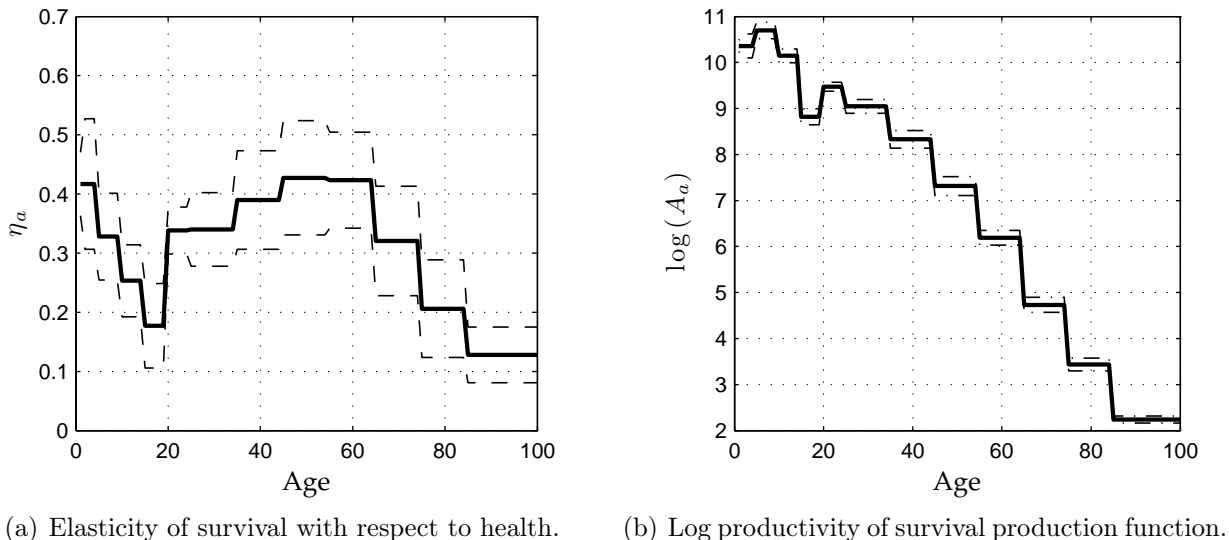 0.7
0.6
0.5
0.4
0.3
0.2
0.1
0
η_a
0 20 40 60 80 100
Age
(a) Elasticity of survival with respect to health.
11
10
9
8
7
6
5
4
3
2
log (A_a)
0 20 40 60 80 100
Age
(b) Log productivity of survival production function.